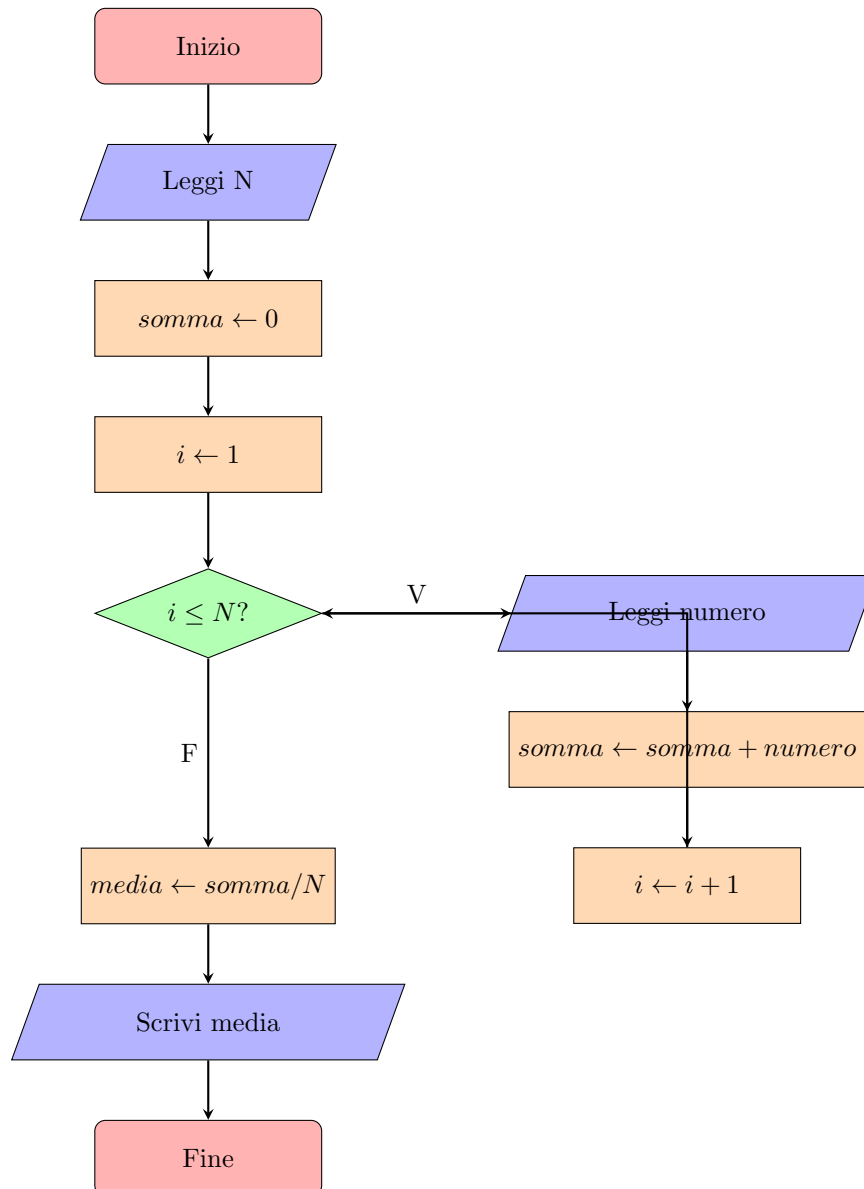 Inizio
Leggi N
somma ← 0
i ← 1
i ≤ N?
V
Leggi numero
somma ← somma + numero
F
media ← somma/N
i ← i + 1
Scrivi media
Fine